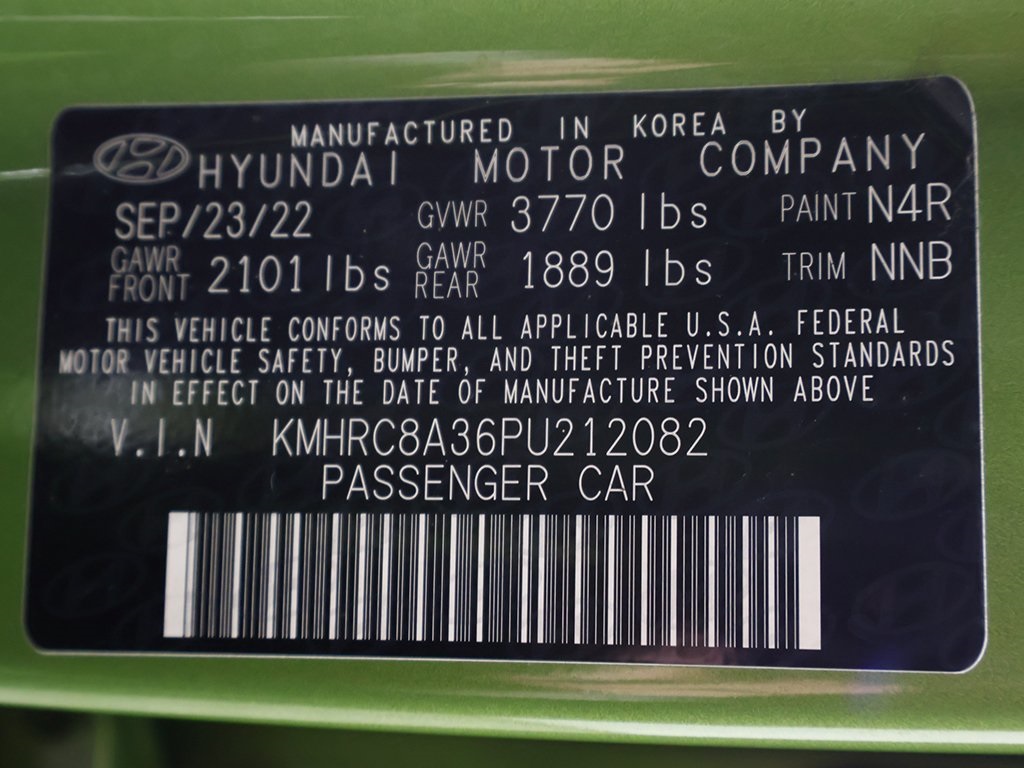 MANUFACTURED IN KOREA BY
HYUNDAI MOTOR COMPANY
SEP/23/22 GVWR 3770 lbs PAINT N4R
GAWR FRONT 2101 lbs GAWR REAR 1889 lbs TRIM NNB
THIS VEHICLE CONFORMS TO ALL APPLICABLE U.S.A. FEDERAL
MOTOR VEHICLE SAFETY, BUMPER, AND THEFT PREVENTION STANDARDS
IN EFFECT ON THE DATE OF MANUFACTURE SHOWN ABOVE
V.I.N KMHRC8A36PU212082
PASSENGER CAR